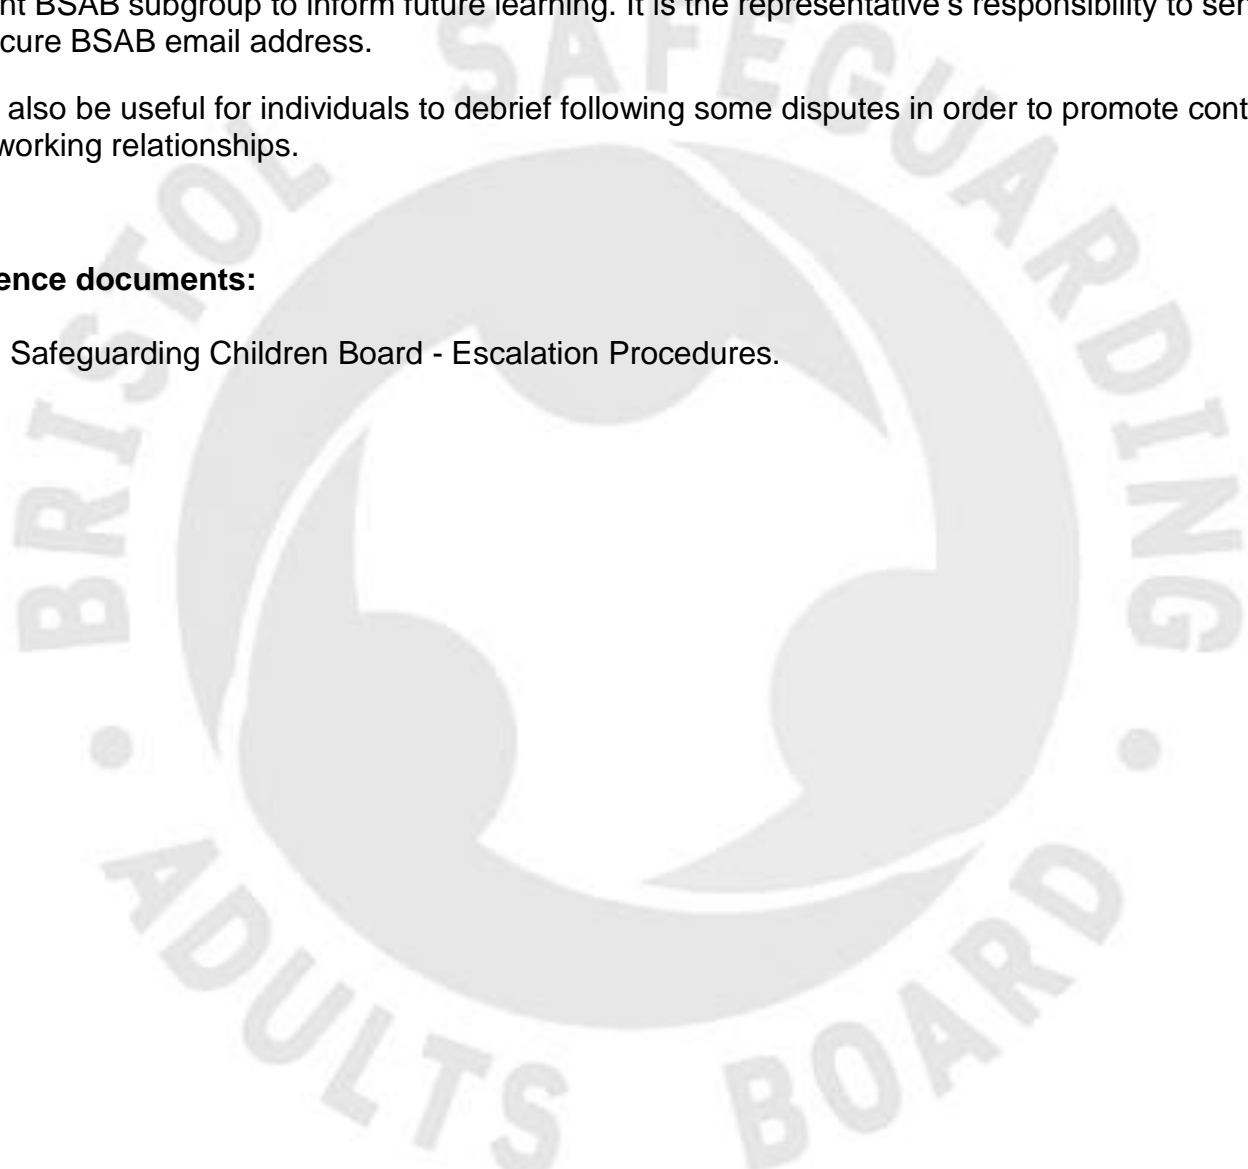 nt BSAB subgroup to inform future learning. It is the representative's responsibility to sen
cure BSAB email address.
also be useful for individuals to debrief following some disputes in order to promote cont
working relationships.
ence documents:
Safeguarding Children Board - Escalation Procedures.
BRISTOL SAFEGUARDING
ADULTS BOARD